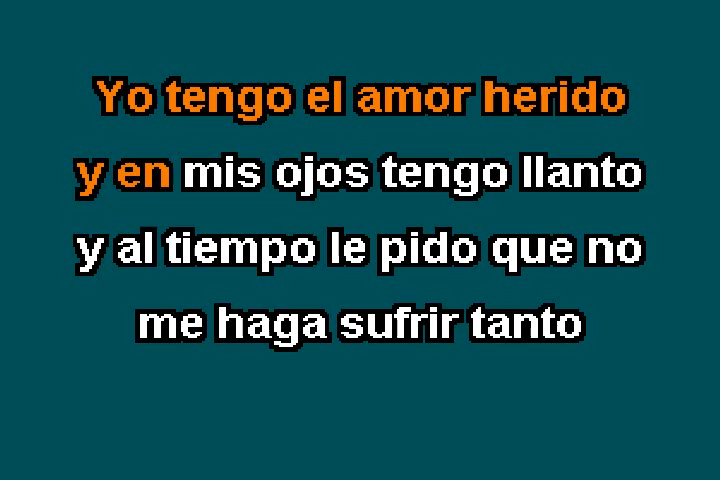 Yo tengo el amor herido
y en mis ojos tengo llanto
y al tiempo le pido que no
me haga sufrir tanto